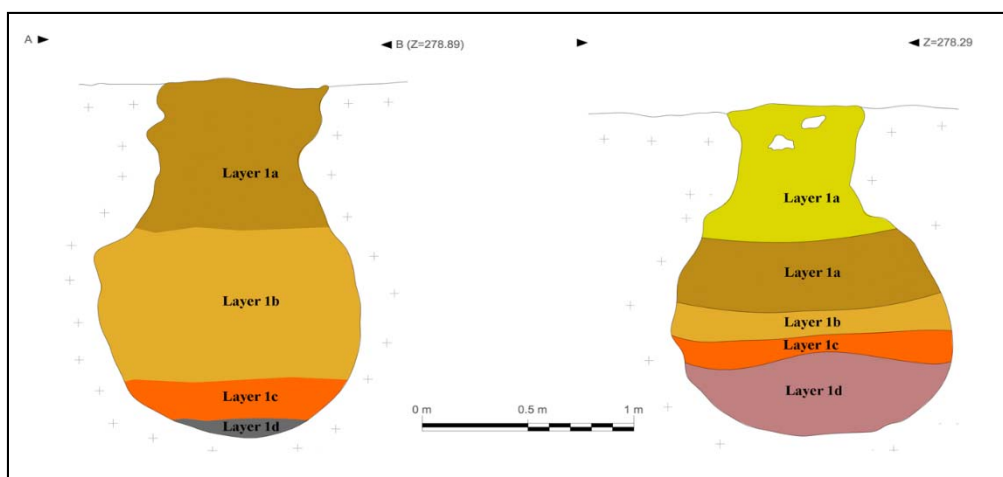 A
B (Z=278.89)
Layer 1a
Layer 1b
Layer 1c
Layer 1d
0 m
0.5 m
1 m
Z=278.29
Layer 1a
Layer 1a
Layer 1b
Layer 1c
Layer 1d